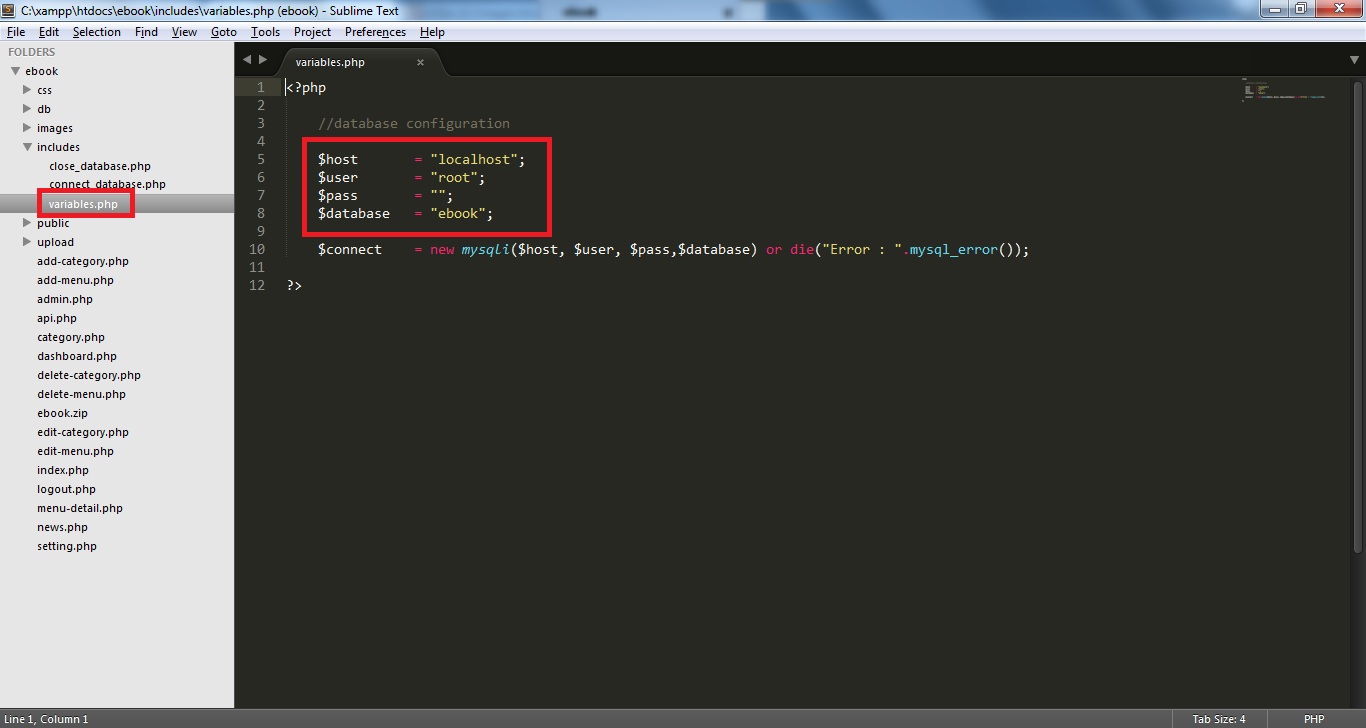 C:\xampp\htdocs\ebook\includes\variables.php (ebook) - Sublime Text
File Edit Selection Find View Goto Tools Project Preferences Help
FOLDERS
ebook
css
db
images
includes
close_database.php
connect_database.php
variables.php
public
upload
add-category.php
add-menu.php
admin.php
api.php
category.php
dashboard.php
delete-category.php
delete-menu.php
ebook.zip
edit-category.php
edit-menu.php
index.php
logout.php
menu-detail.php
news.php
setting.php
variables.php ×
1 <?php
2
3 //database configuration
4
5 $host = "localhost";
6 $user = "root";
7 $pass = "";
8 $database = "ebook";
9
10 $connect = new mysqli($host, $user, $pass,$database) or die("Error : ".mysql_error());
11
12 ?>
Line 1, Column 1
Tab Size: 4
PHP